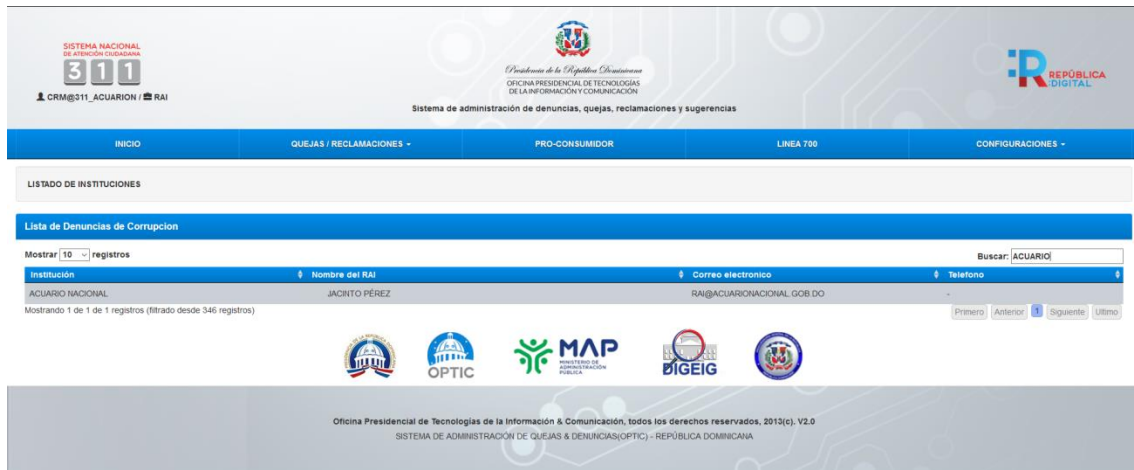 SISTEMA NACIONAL
DE ATENCIÓN CIUDADANA
311
CRM@311_ACUARION / RAI
Presidencia de la República Dominicana
OFICINA PRESIDENCIAL DE TECNOLOGÍAS
DE LA INFORMACIÓN Y COMUNICACIÓN
Sistema de administración de denuncias, quejas, reclamaciones y sugerencias
:R REPÚBLICA
:DIGITAL
INICIO QUEJAS / RECLAMACIONES PRO-CONSUMIDOR LINEA 700 CONFIGURACIONES
LISTADO DE INSTITUCIONES
Lista de Denuncias de Corrupcion
Mostrar 10 registros Buscar: ACUARIO
Institución Nombre del RAI Correo electronico Telefono
ACUARIO NACIONAL JACINTO PÉREZ RAI@ACUARIONACIONAL.GOB.DO -
Mostrando 1 de 1 de 1 registros (filtrado desde 346 registros) Primero Anterior 1 Siguiente Ultimo
OPTIC
MAP
MINISTERIO DE
ADMINISTRACIÓN
PÚBLICA
DIGEIG
Oficina Presidencial de Tecnologías de la Información & Comunicación, todos los derechos reservados, 2013(c). V2.0
SISTEMA DE ADMINISTRACIÓN DE QUEJAS & DENUNCIAS(OPTIC) - REPÚBLICA DOMINICANA